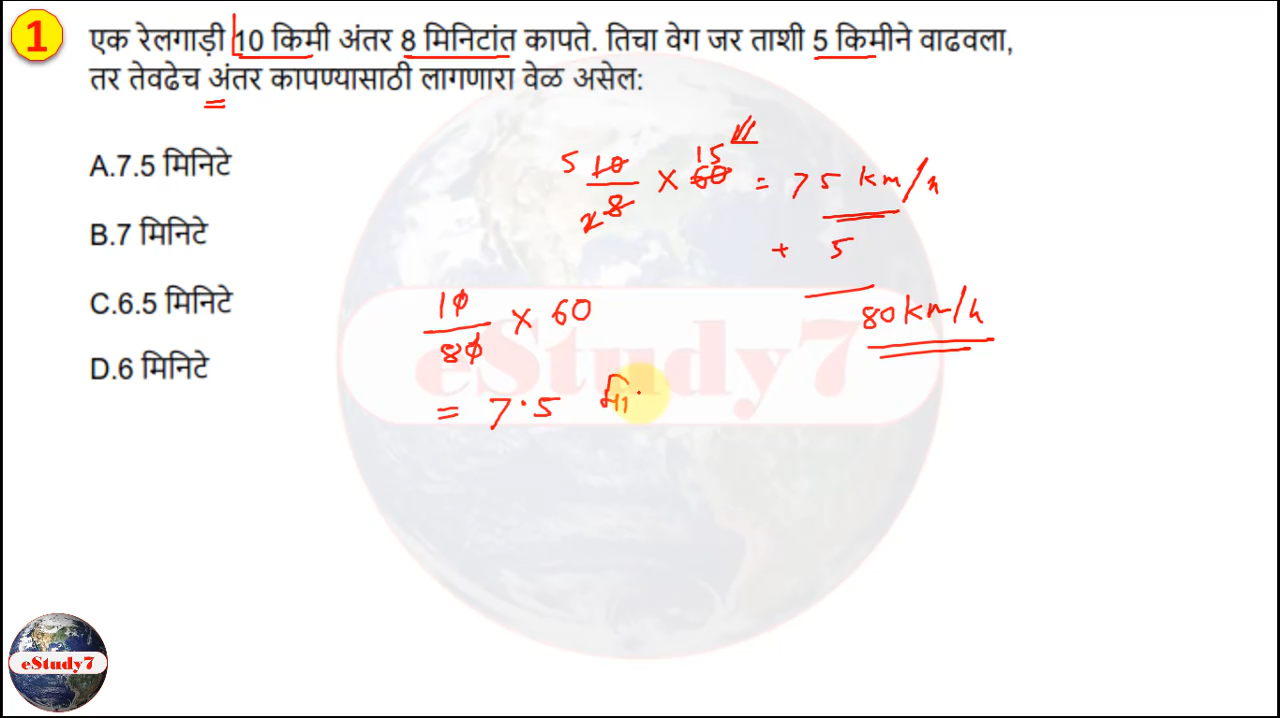 1
एक रेलगाड़ी 10 किमी अंतर 8 मिनिटांत कापते. तिचा वेग जर ताशी 5 किमीने वाढवला,
तर तेवढेच अंतर कापण्यासाठी लागणारा वेळ असेल:
A.7.5 मिनिटे
B.7 मिनिटे
C.6.5 मिनिटे
D.6 मिनिटे
5 10/8 2 × 60 15 = 75 km/h
+ 5
80 km/h
10/80 × 60
= 7.5 मि
eStudy7
eStudy7